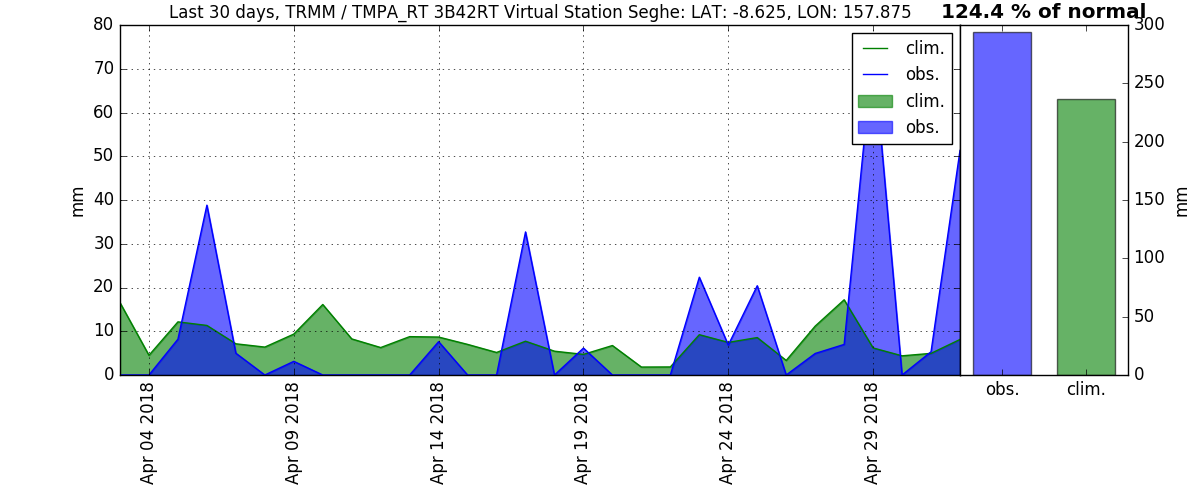 Last 30 days, TRMM / TMPA_RT 3B42RT Virtual Station Seghe: LAT: -8.625, LON: 157.875
124.4 % of normal
80
70
60
50
40
30
20
10
0
mm
clim.
obs.
clim.
obs.
300
250
200
150
100
50
0
mm
Apr 04 2018
Apr 09 2018
Apr 14 2018
Apr 19 2018
Apr 24 2018
Apr 29 2018
obs.
clim.